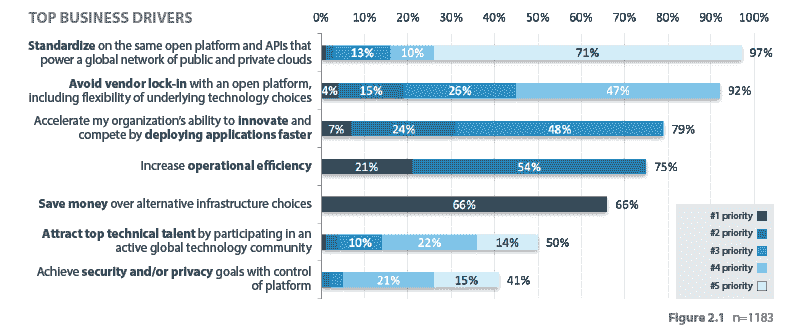 TOP BUSINESS DRIVERS
0% 10% 20% 30% 40% 50% 60% 70% 80% 90% 100%
Standardize on the same open platform and APIs that
power a global network of public and private clouds
13% 10% 71% 97%
Avoid vendor lock-in with an open platform,
including flexibility of underlying technology choices
4% 15% 26% 47% 92%
Accelerate my organization's ability to innovate and
compete by deploying applications faster
7% 24% 48% 79%
Increase operational efficiency
21% 54% 75%
Save money over alternative infrastructure choices
66% 66%
Attract top technical talent by participating in an
active global technology community
10% 22% 14% 50%
Achieve security and/or privacy goals with control
of platform
21% 15% 41%
#1 priority
#2 priority
#3 priority
#4 priority
#5 priority
Figure 2.1 n=1183